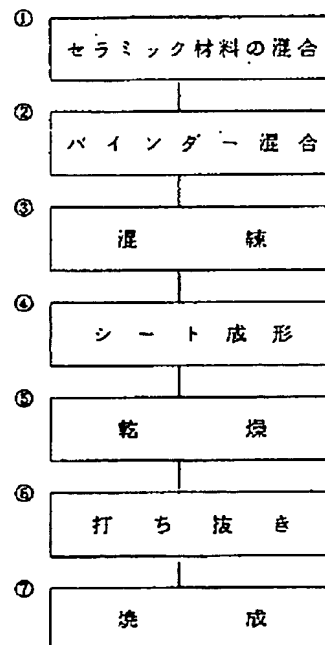 ① セラミック材料の混合
② バインダー混合
③ 混練
④ シート成形
⑤ 乾燥
⑥ 打ち抜き
⑦ 焼成